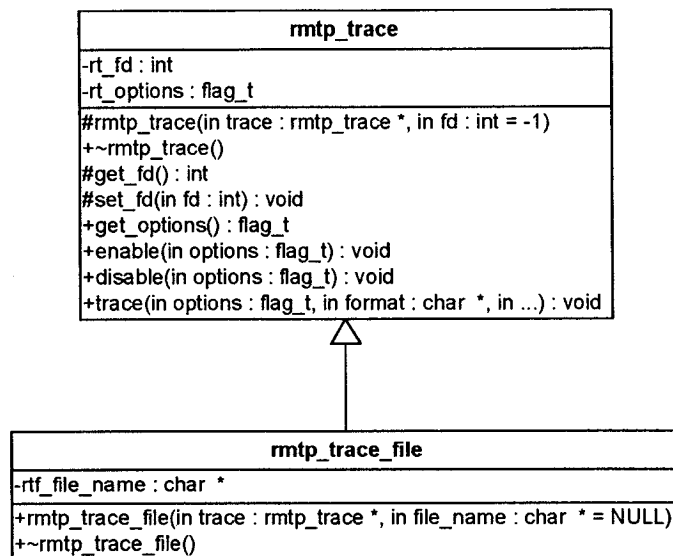 rmtp_trace
-rt_fd : int
-rt_options : flag_t
#rmtp_trace(in trace : rmtp_trace *, in fd : int = -1)
+~rmtp_trace()
#get_fd() : int
#set_fd(in fd : int) : void
+get_options() : flag_t
+enable(in options : flag_t) : void
+disable(in options : flag_t) : void
+trace(in options : flag_t, in format : char *, in ...) : void
rmtp_trace_file
-rtf_file_name : char *
+rmtp_trace_file(in trace : rmtp_trace *, in file_name : char * = NULL)
+~rmtp_trace_file()